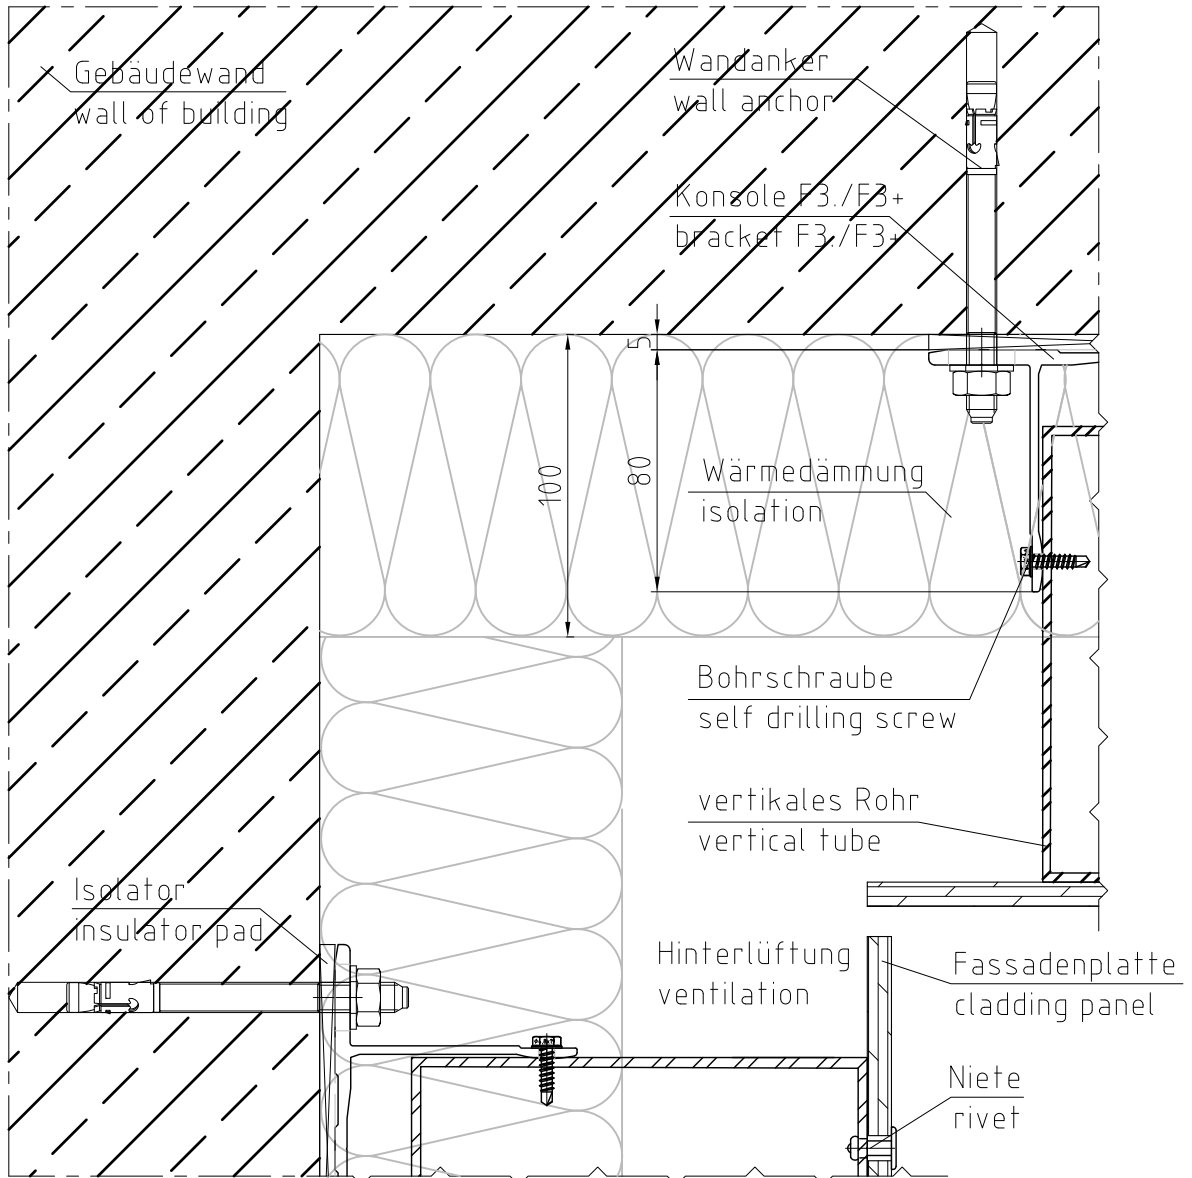 Gebäudewand
wall of building
Wandanker
wall anchor
Konsole F3./F3+
bracket F3./F3+
5
100
80
Wärmedämmung
isolation
Bohrschraube
self drilling screw
vertikales Rohr
vertical tube
Isolator
insulator pad
Hinterlüftung
ventilation
Fassadenplatte
cladding panel
Niete
rivet